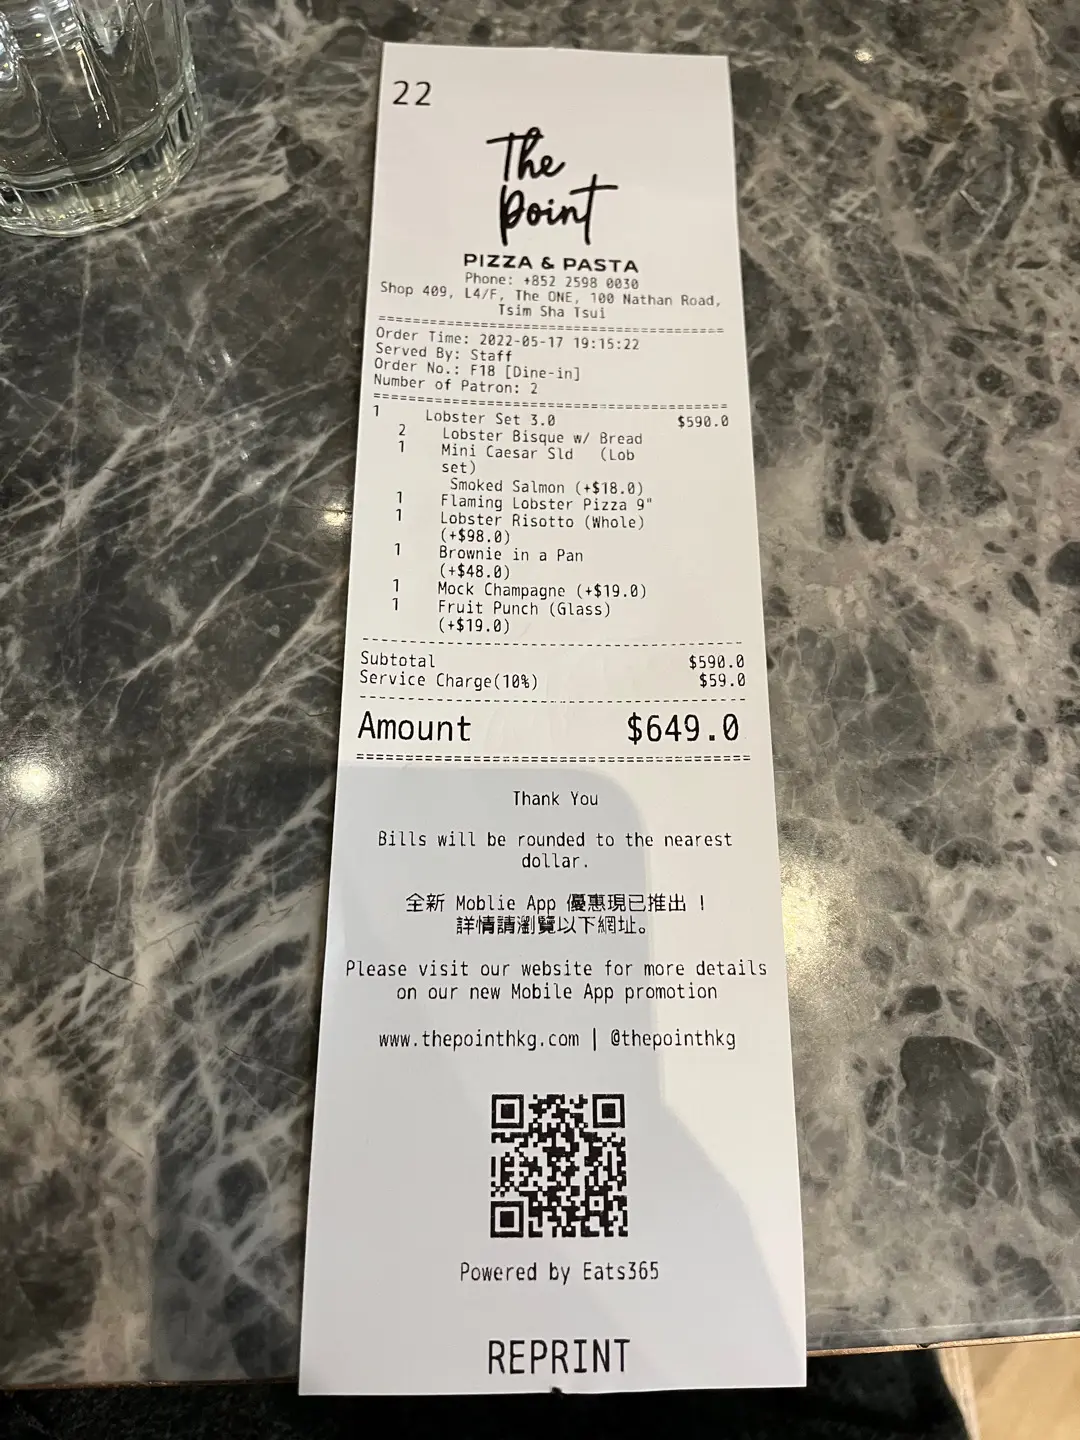 22
The
Point
PIZZA & PASTA
Phone: +852 2598 0030
Shop 409, L4/F, The ONE, 100 Nathan Road,
Tsim Sha Tsui
========================================
Order Time: 2022-05-17 19:15:22
Served By: Staff
Order No.: F18 [Dine-in]
Number of Patron: 2
========================================
1 Lobster Set 3.0 $590.0
2 Lobster Bisque w/ Bread
1 Mini Caesar Sld (Lob
set)
Smoked Salmon (+$18.0)
1 Flaming Lobster Pizza 9"
1 Lobster Risotto (Whole)
(+$98.0)
1 Brownie in a Pan
(+$48.0)
1 Mock Champagne (+$19.0)
1 Fruit Punch (Glass)
(+$19.0)
----------------------------------------
Subtotal $590.0
Service Charge(10%) $59.0
----------------------------------------
Amount $649.0
========================================
Thank You
Bills will be rounded to the nearest
dollar.
全新 Moblie App 優惠現已推出 !
詳情請瀏覽以下網址。
Please visit our website for more details
on our new Mobile App promotion
www.thepointhkg.com | @thepointhkg
Powered by Eats365
REPRINT